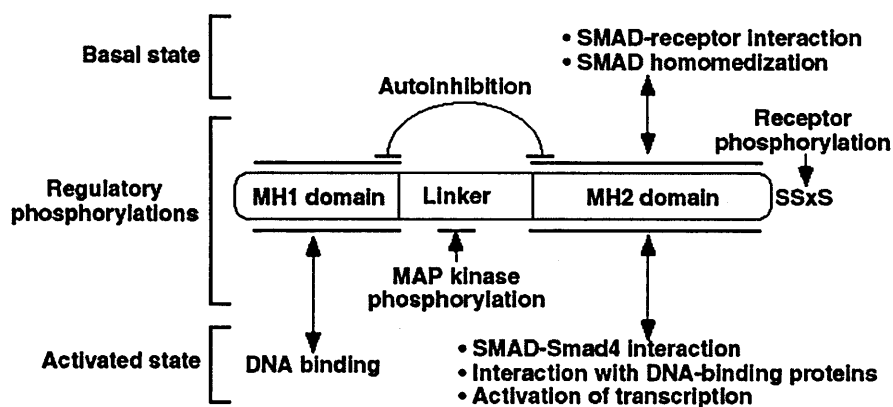 Basal state
• SMAD-receptor interaction
• SMAD homomedization
Autoinhibition
Receptor
phosphorylation
Regulatory
phosphorylations
MH1 domain
Linker
MH2 domain
SSxS
MAP kinase
phosphorylation
Activated state
DNA binding
• SMAD-Smad4 interaction
• Interaction with DNA-binding proteins
• Activation of transcription